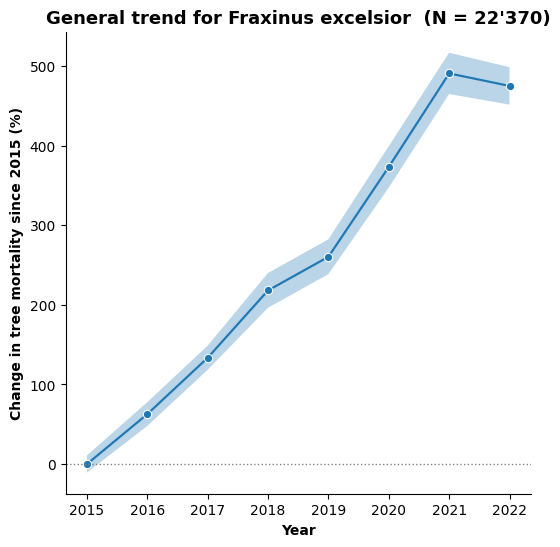 General trend for Fraxinus excelsior  (N = 22'370)
Change in tree mortality since 2015 (%)
500
400
300
200
100
0
2015 2016 2017 2018 2019 2020 2021 2022
Year